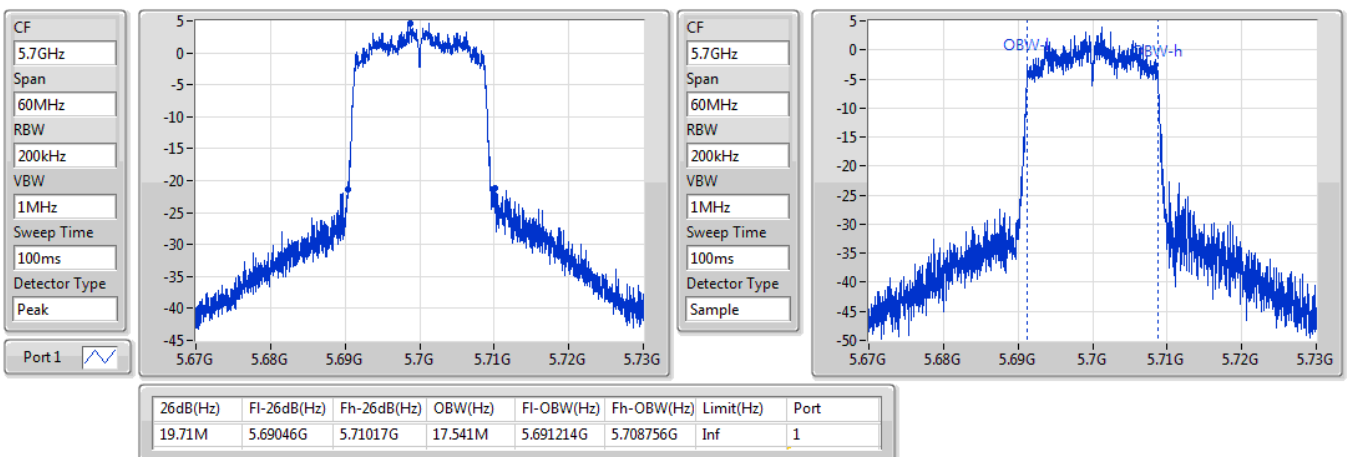 CF
5.7GHz
Span
60MHz
RBW
200kHz
VBW
1MHz
Sweep Time
100ms
Detector Type
Peak
Port 1
5
0
-5
-10
-15
-20
-25
-30
-35
-40
-45
5.67G 5.68G 5.69G 5.7G 5.71G 5.72G 5.73G
CF
5.7GHz
Span
60MHz
RBW
200kHz
VBW
1MHz
Sweep Time
100ms
Detector Type
Sample
5
0
-5
-10
-15
-20
-25
-30
-35
-40
-45
-50
OBW-l OBW-h
5.67G 5.68G 5.69G 5.7G 5.71G 5.72G 5.73G
26dB(Hz) Fl-26dB(Hz) Fh-26dB(Hz) OBW(Hz) Fl-OBW(Hz) Fh-OBW(Hz) Limit(Hz) Port
19.71M 5.69046G 5.71017G 17.541M 5.691214G 5.708756G Inf 1